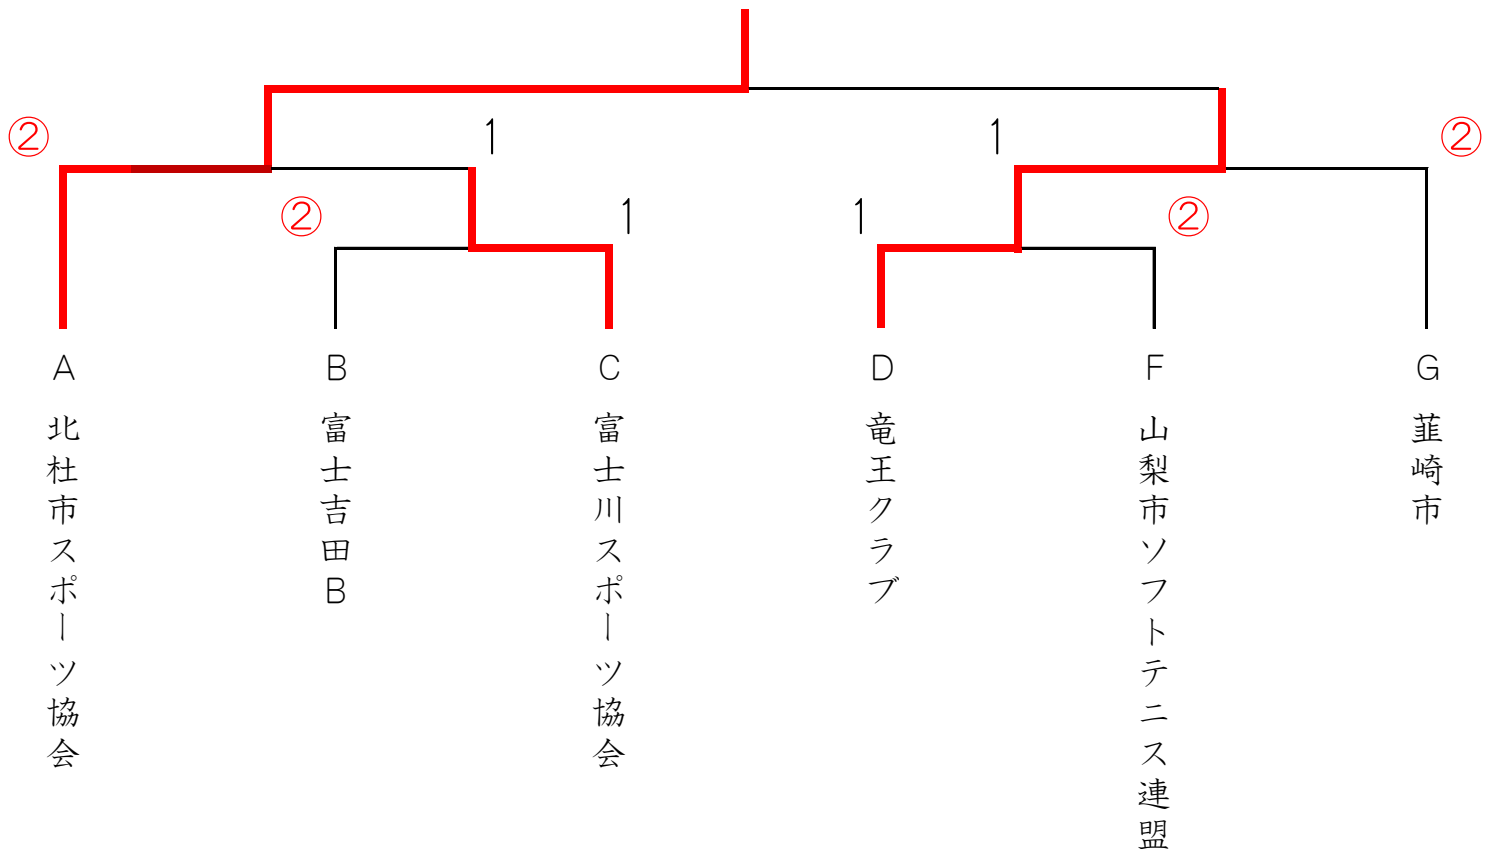 ② 1 1 ②
② 1 1 ②
A B C D F G
北杜市スポーツ協会
富士吉田B
富士川スポーツ協会
竜王クラブ
山梨市ソフトテニス連盟
韮崎市